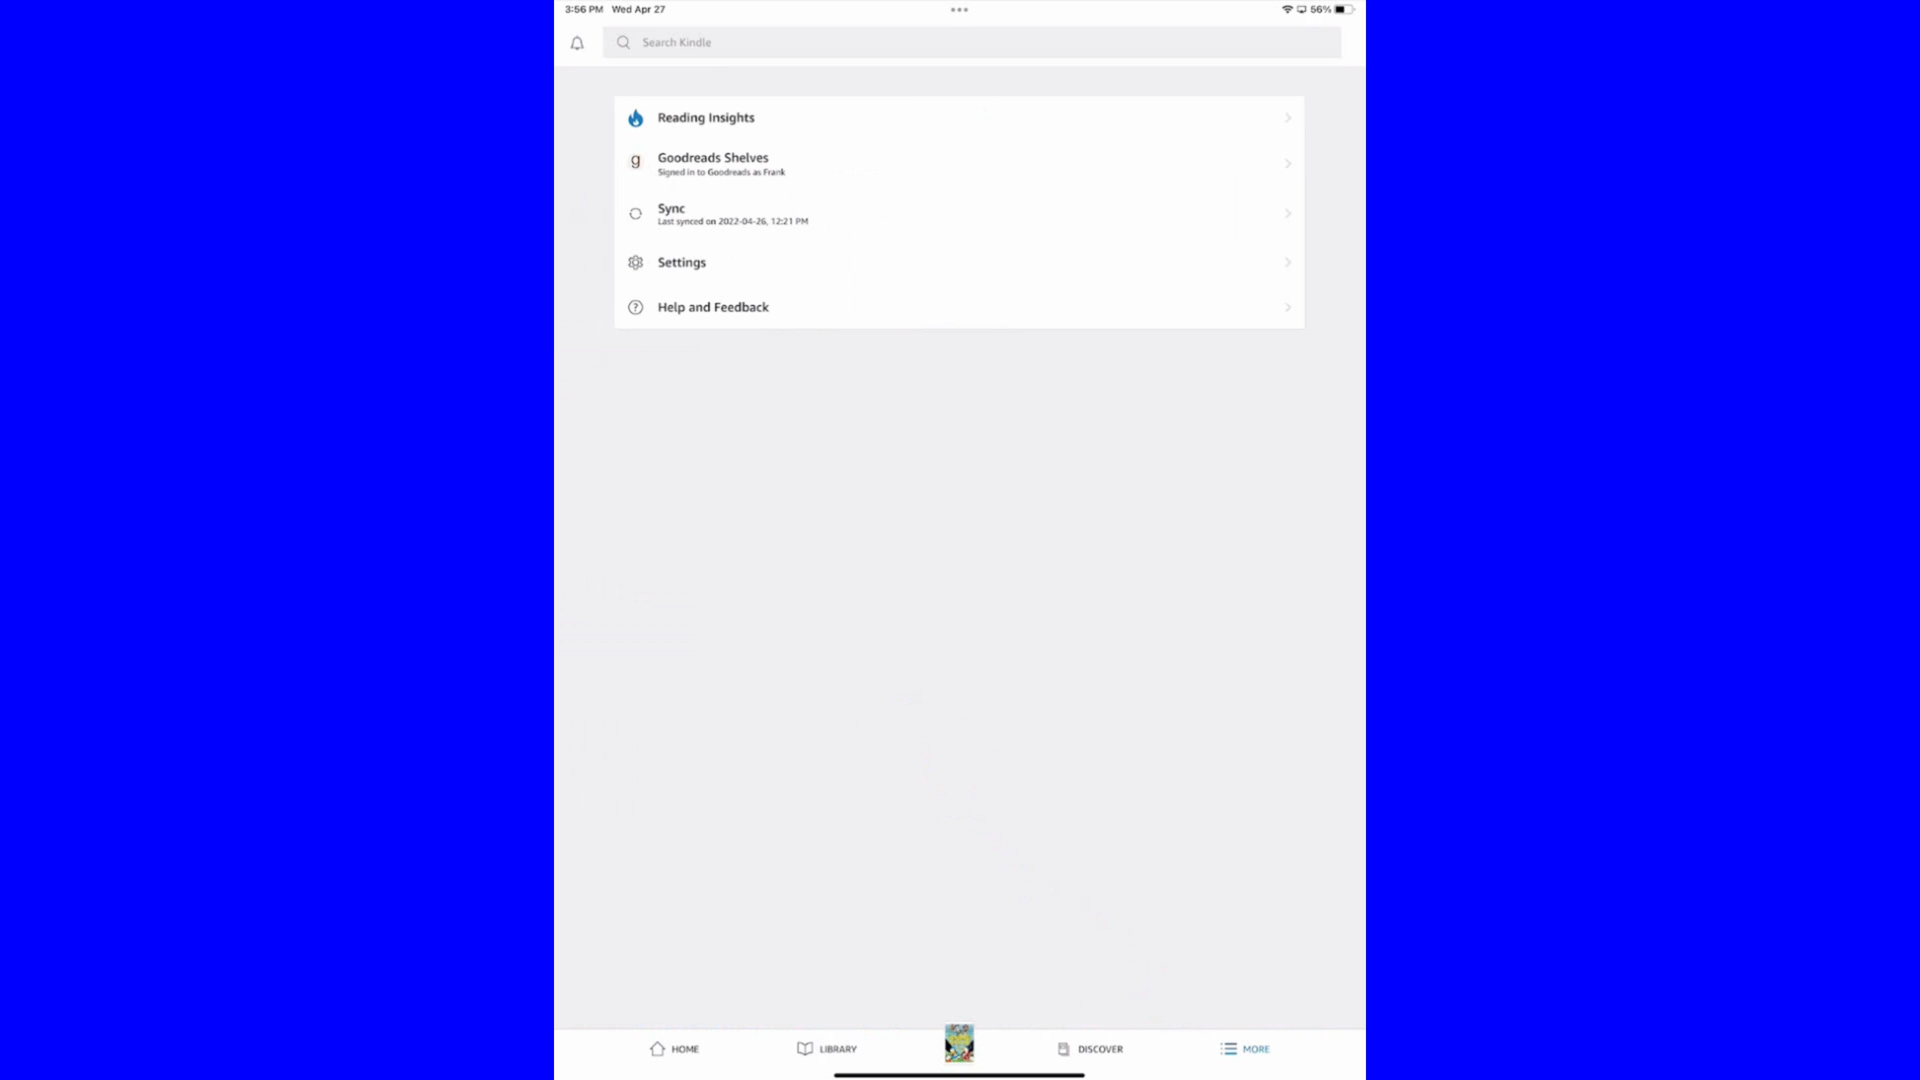 3:56 PM Wed Apr 27
56%
Search Kindle
Reading Insights
g
Goodreads Shelves
Signed in to Goodreads as Frank
Sync
Last synced on 2022-04-26, 12:21 PM
Settings
Help and Feedback
HOME
LIBRARY
DISCOVER
MORE